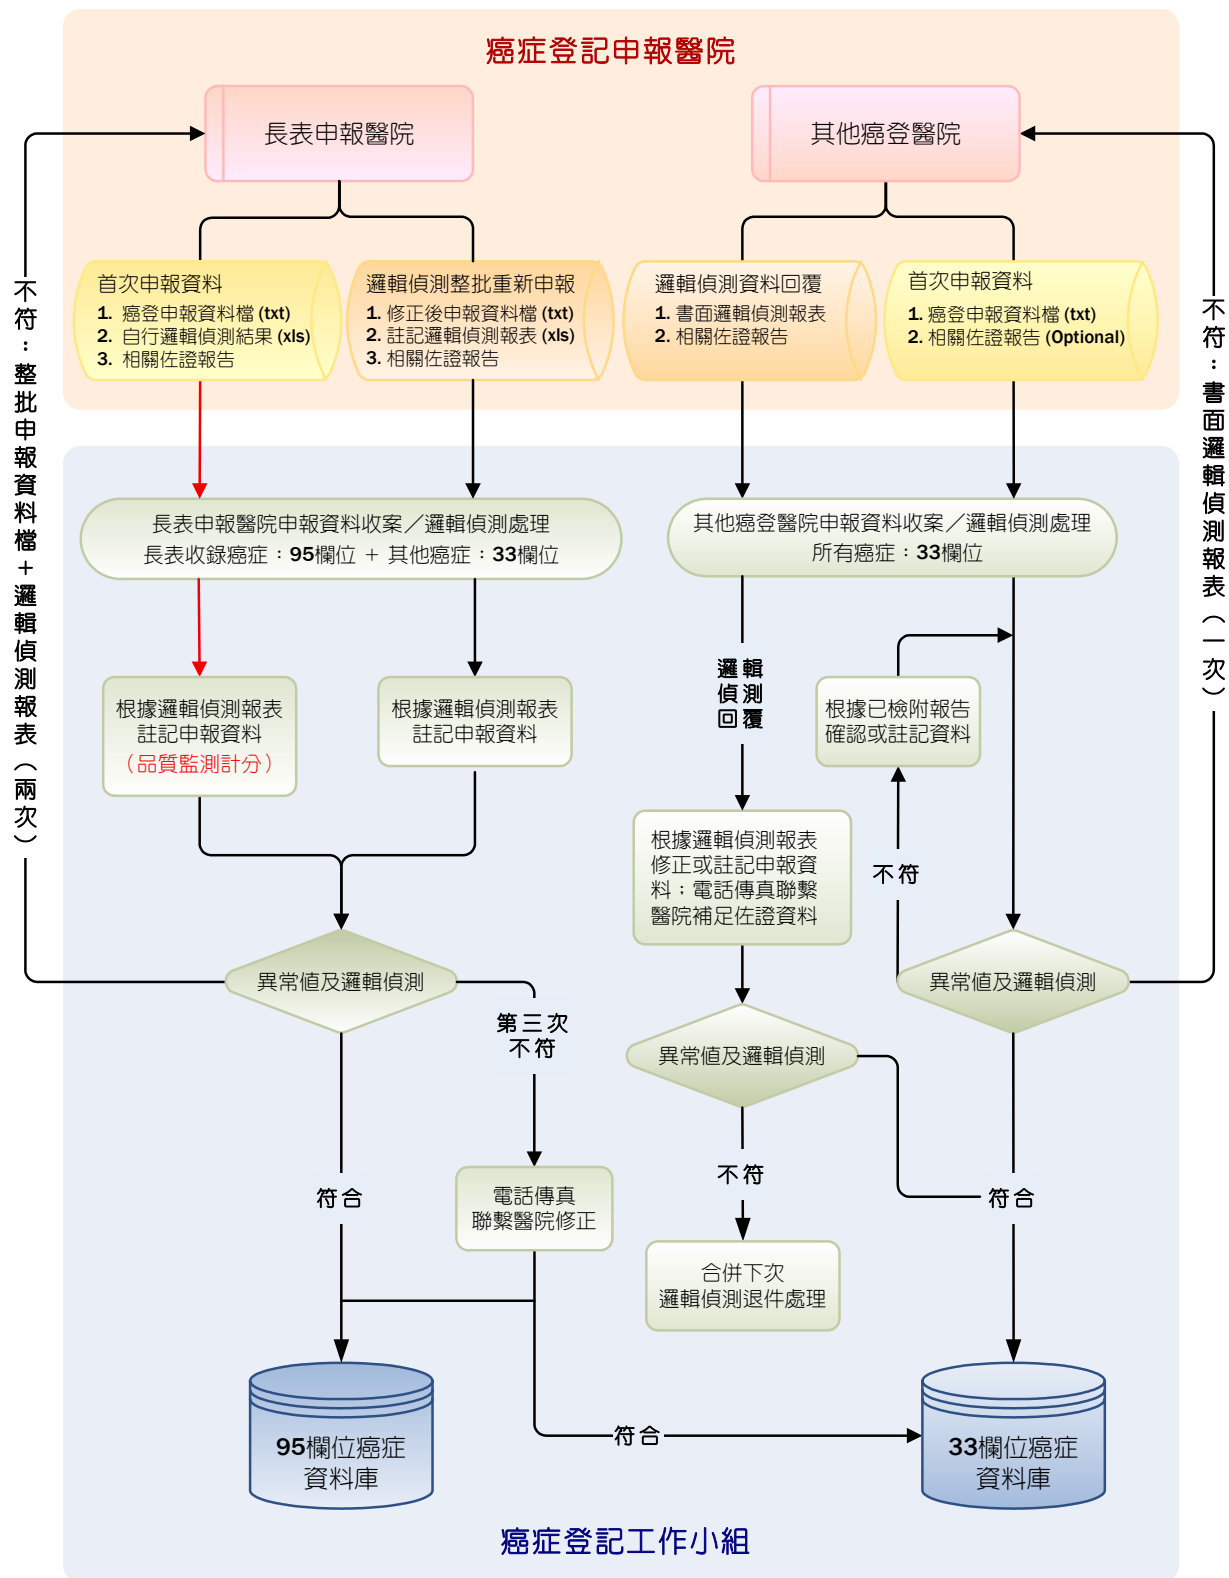 癌症登記申報醫院
長表申報醫院
其他癌登醫院
首次申報資料
1. 癌登申報資料檔 (txt)
2. 自行邏輯偵測結果 (xls)
3. 相關佐證報告
邏輯偵測整批重新申報
1. 修正後申報資料檔 (txt)
2. 註記邏輯偵測報表 (xls)
3. 相關佐證報告
邏輯偵測資料回覆
1. 書面邏輯偵測報表
2. 相關佐證報告
首次申報資料
1. 癌登申報資料檔 (txt)
2. 相關佐證報告 (Optional)
不符：整批申報資料檔＋邏輯偵測報表（兩次）
不符：書面邏輯偵測報表（一次）
長表申報醫院申報資料收案／邏輯偵測處理
長表收錄癌症：95欄位 + 其他癌症：33欄位
其他癌登醫院申報資料收案／邏輯偵測處理
所有癌症：33欄位
根據邏輯偵測報表
註記申報資料
（品質監測計分）
根據邏輯偵測報表
註記申報資料
邏輯
偵測
回覆
根據已檢附報告
確認或註記資料
根據邏輯偵測報表
修正或註記申報資
料；電話傳真聯繫
醫院補足佐證資料
不符
異常值及邏輯偵測
第三次
不符
異常值及邏輯偵測
異常值及邏輯偵測
不符
符合
電話傳真
聯繫醫院修正
符合
合併下次
邏輯偵測退件處理
95欄位癌症
資料庫
符合
33欄位癌症
資料庫
癌症登記工作小組